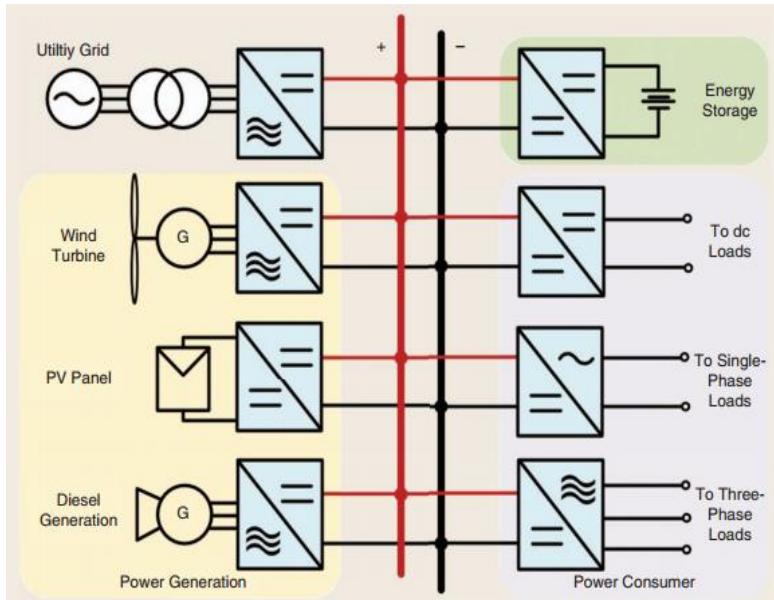 Utiltiy Grid
+
−
Energy
Storage
Wind
Turbine
G
To dc
Loads
PV Panel
To Single-
Phase
Loads
Diesel
Generation
G
To Three-
Phase
Loads
Power Generation
Power Consumer